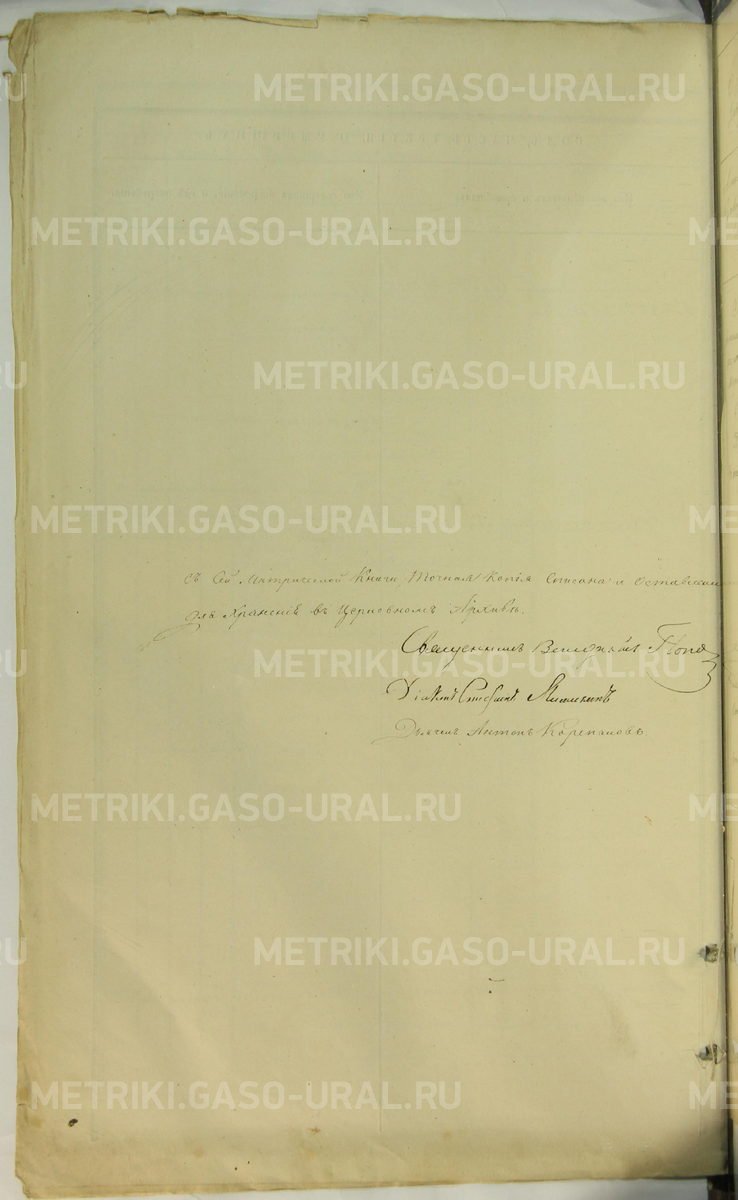 METRIKI.GASO-URAL.RU
METRIKI.GASO-URAL.RU
METRIKI.GASO-URAL.RU
METRIKI.GASO-URAL.RU
Съ сей Метрической Книги, Точная Копія Списана и Оставлена
для Храненія въ Церковномъ Архивѣ.
Священникъ
METRIKI.GASO-URAL.RU
Діаконъ
Дьячекъ Антонъ Корепановъ
METRIKI.GASO-URAL.RU
METRIKI.GASO-URAL.RU
METRIKI.GASO-URAL.RU